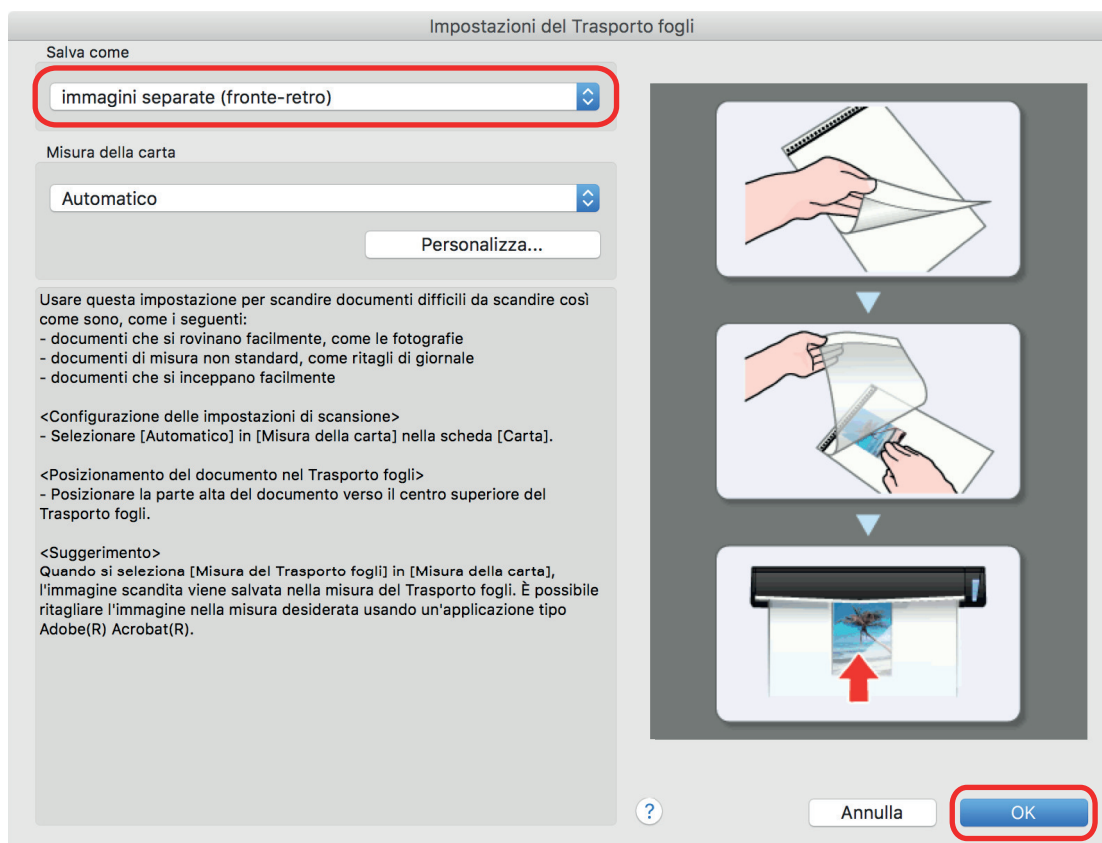 Impostazioni del Trasporto fogli
Salva come
immagini separate (fronte-retro)
Misura della carta
Automatico
Personalizza...
Usare questa impostazione per scandire documenti difficili da scandire così
come sono, come i seguenti:
- documenti che si rovinano facilmente, come le fotografie
- documenti di misura non standard, come ritagli di giornale
- documenti che si inceppano facilmente
<Configurazione delle impostazioni di scansione>
- Selezionare [Automatico] in [Misura della carta] nella scheda [Carta].
<Posizionamento del documento nel Trasporto fogli>
- Posizionare la parte alta del documento verso il centro superiore del
Trasporto fogli.
<Suggerimento>
Quando si seleziona [Misura del Trasporto fogli] in [Misura della carta],
l'immagine scandita viene salvata nella misura del Trasporto fogli. È possibile
ritagliare l'immagine nella misura desiderata usando un'applicazione tipo
Adobe(R) Acrobat(R).
?
Annulla
OK